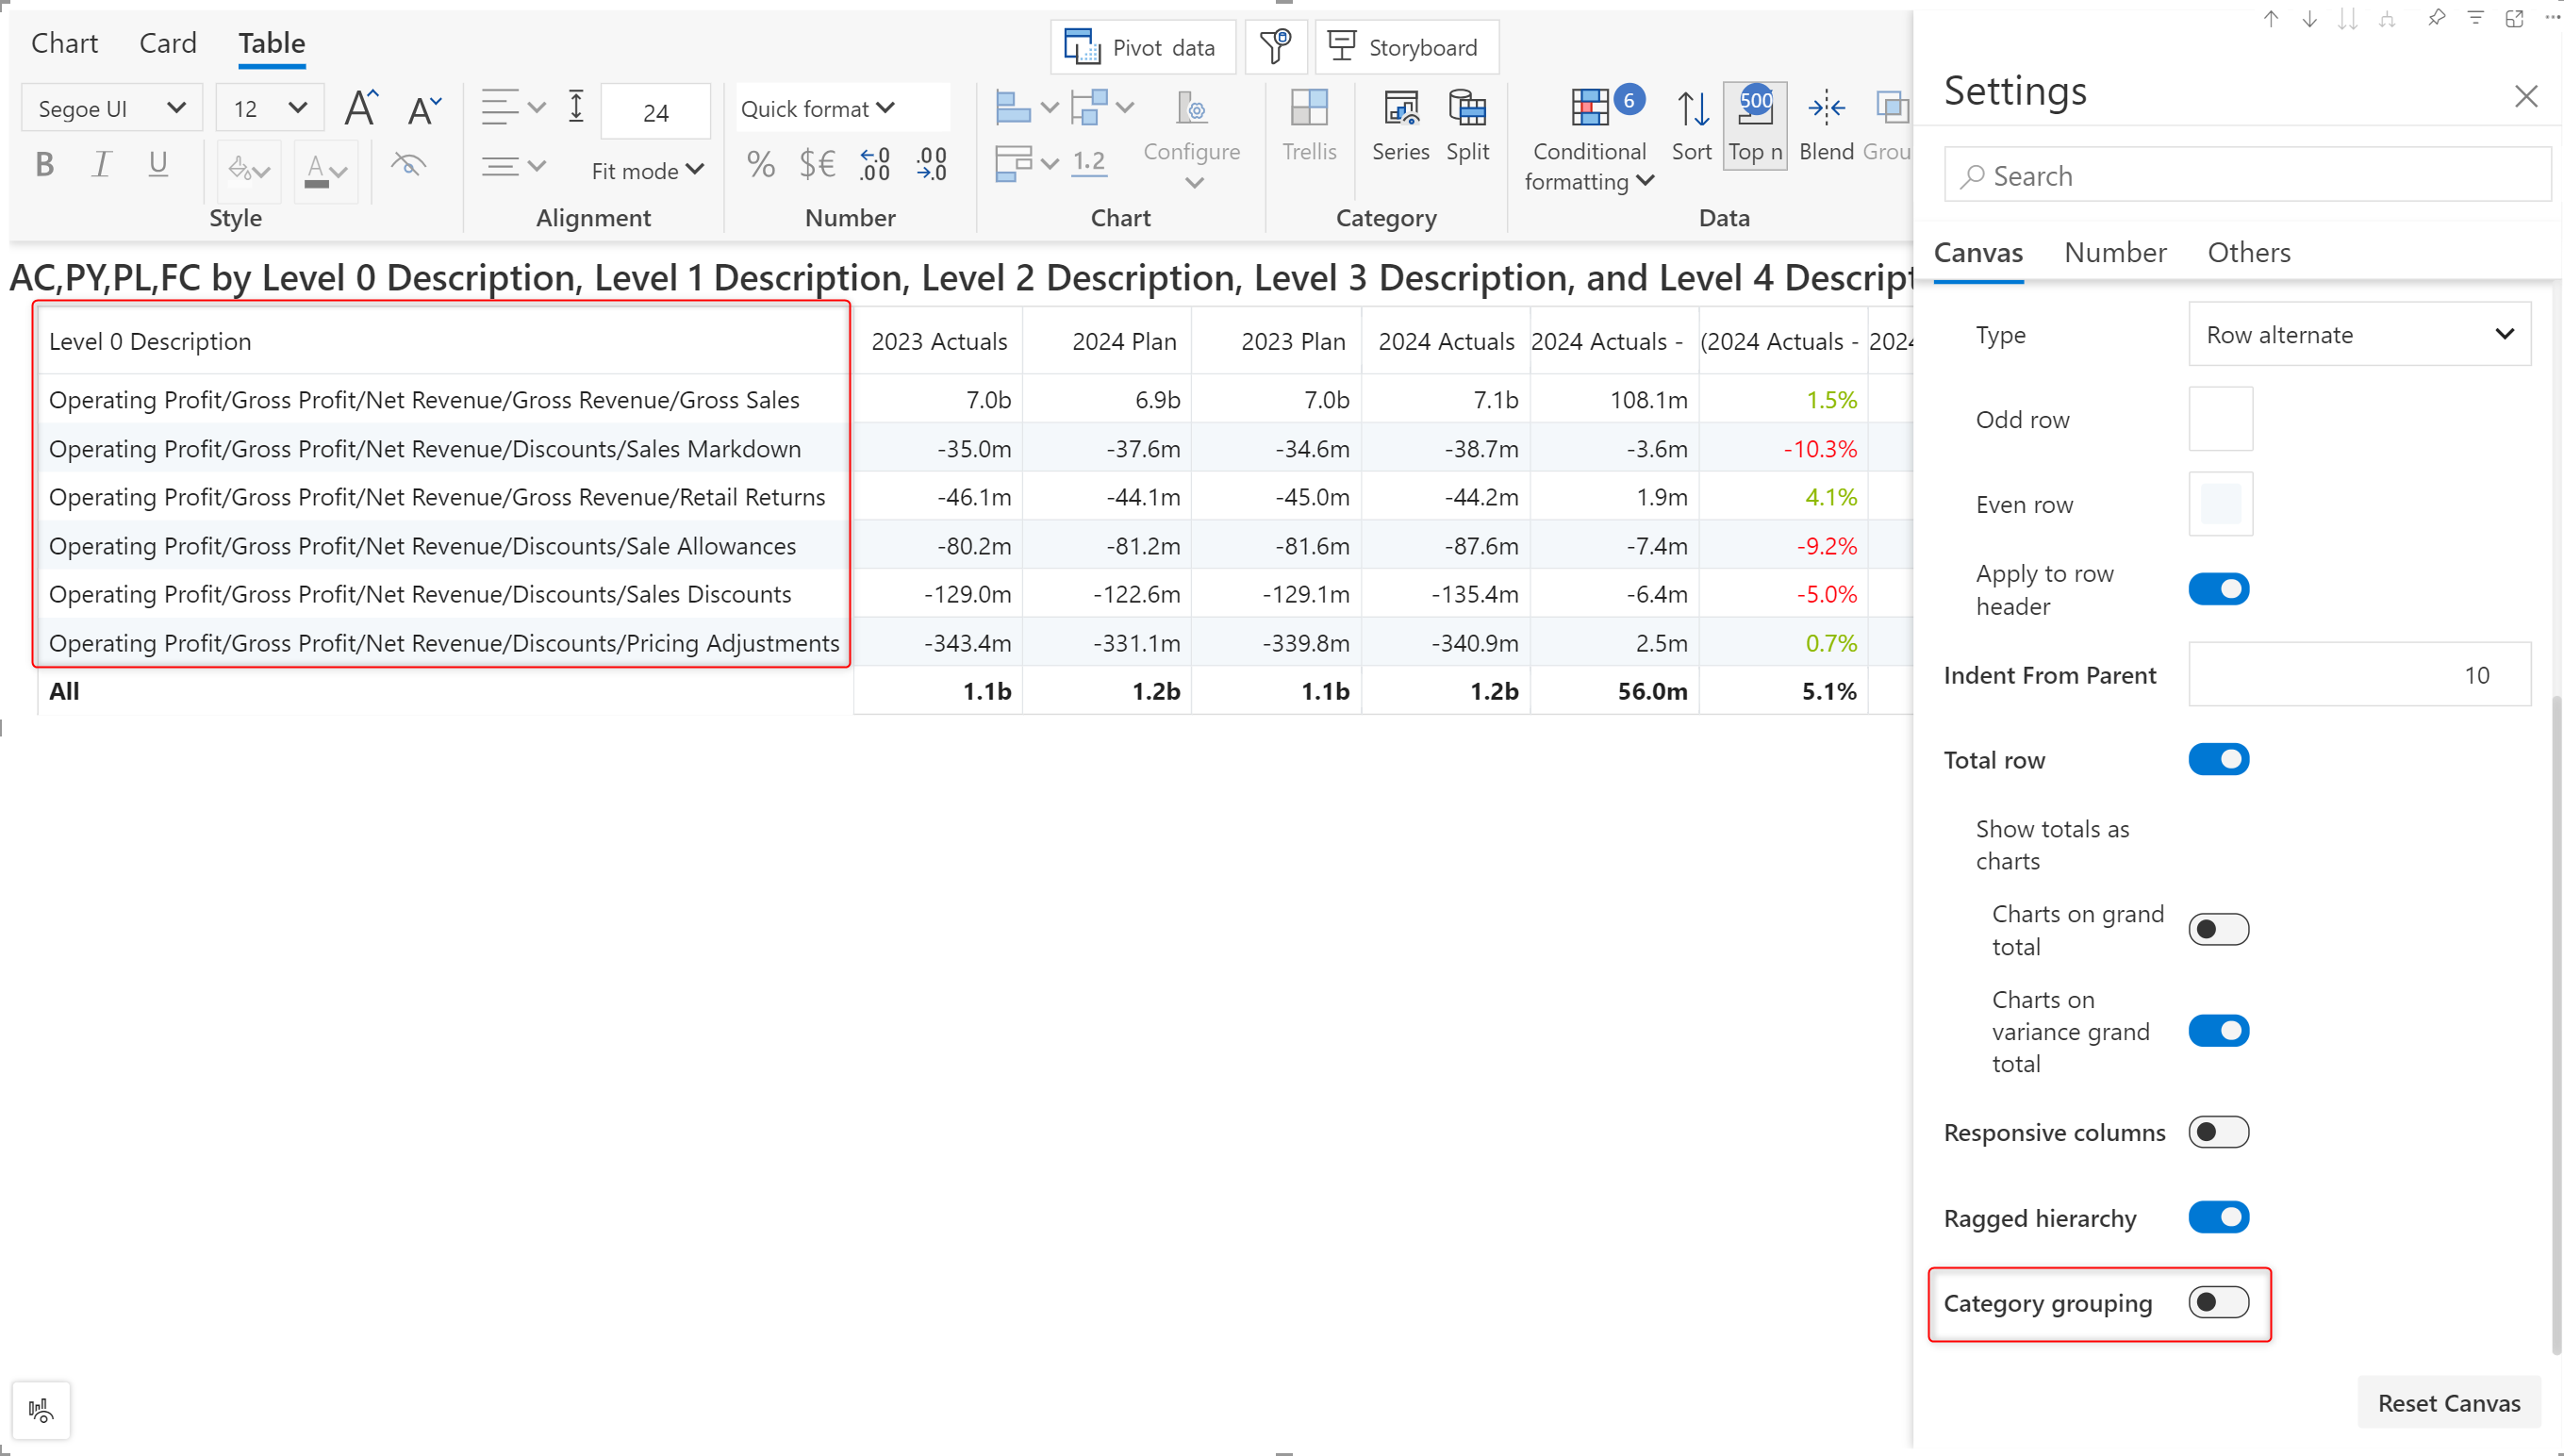 Chart Card Table
Pivot data Storyboard
Segoe UI 12 A A 24 Quick format 6 500
B I U A Fit mode % $€ .0 .00 .00 .0 1.2 Configure Trellis Series Split Conditional formatting Sort Top n Blend Grou
Style Alignment Number Chart Category Data
AC,PY,PL,FC by Level 0 Description, Level 1 Description, Level 2 Description, Level 3 Description, and Level 4 Descript
Level 0 Description 2023 Actuals 2024 Plan 2023 Plan 2024 Actuals 2024 Actuals - (2024 Actuals - 2024
Operating Profit/Gross Profit/Net Revenue/Gross Revenue/Gross Sales 7.0b 6.9b 7.0b 7.1b 108.1m 1.5%
Operating Profit/Gross Profit/Net Revenue/Discounts/Sales Markdown -35.0m -37.6m -34.6m -38.7m -3.6m -10.3%
Operating Profit/Gross Profit/Net Revenue/Gross Revenue/Retail Returns -46.1m -44.1m -45.0m -44.2m 1.9m 4.1%
Operating Profit/Gross Profit/Net Revenue/Discounts/Sale Allowances -80.2m -81.2m -81.6m -87.6m -7.4m -9.2%
Operating Profit/Gross Profit/Net Revenue/Discounts/Sales Discounts -129.0m -122.6m -129.1m -135.4m -6.4m -5.0%
Operating Profit/Gross Profit/Net Revenue/Discounts/Pricing Adjustments -343.4m -331.1m -339.8m -340.9m 2.5m 0.7%
All 1.1b 1.2b 1.1b 1.2b 56.0m 5.1%
Settings
Search
Canvas Number Others
Type Row alternate
Odd row
Even row
Apply to row
header
Indent From Parent 10
Total row
Show totals as
charts
Charts on grand
total
Charts on
variance grand
total
Responsive columns
Ragged hierarchy
Category grouping
Reset Canvas